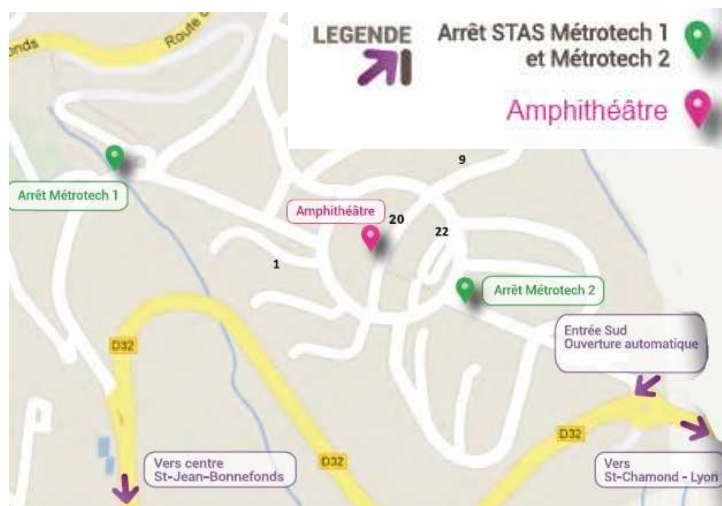 LEGENDE
Arrêt STAS Métrotech 1
et Métrotech 2
Amphithéâtre
onds
Route
9
Arrêt Métrotech 1
Amphithéâtre
20
22
1
Arrêt Métrotech 2
Entrée Sud
Ouverture automatique
D32
D32
D32
Vers centre
St-Jean-Bonnefonds
Vers
St-Chamond - Lyon